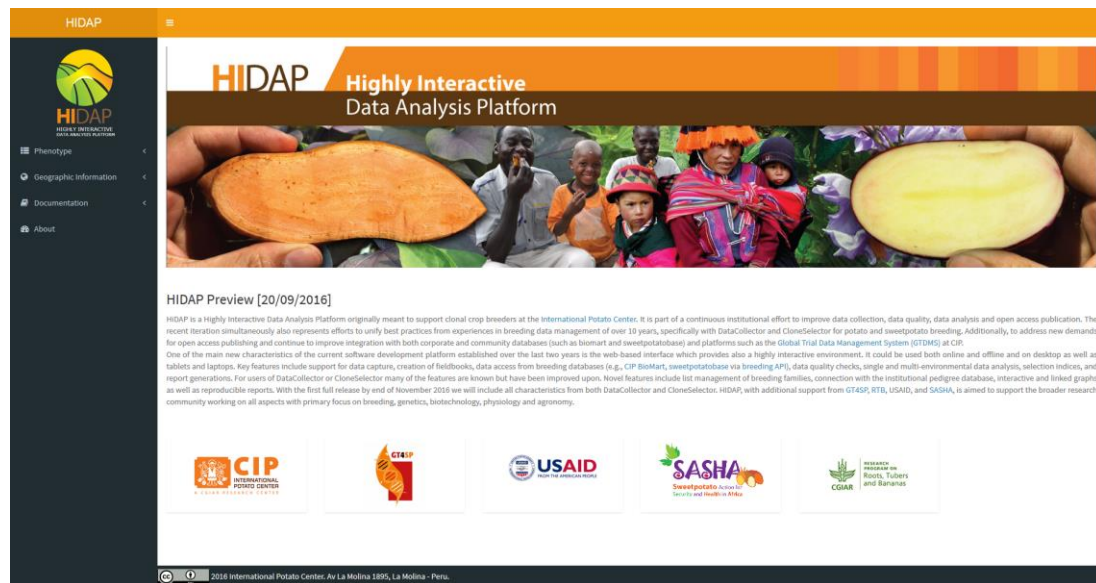 HIDAP
HIDAP
HIGHLY INTERACTIVE
DATA ANALYSIS PLATFORM
Phenotype
Geographic Information
Documentation
About
HIDAP
Highly Interactive
Data Analysis Platform
HIDAP Preview [20/09/2016]
HIDAP is a Highly Interactive Data Analysis Platform originally meant to support clonal crop breeders at the International Potato Center. It is part of a continuous institutional effort to improve data collection, data quality, data analysis and open access publication. The
recent iteration simultaneously also represents efforts to unify best practices from experiences in breeding data management of over 10 years, specifically with DataCollector and CloneSelector for potato and sweetpotato breeding. Additionally, to address new demands
for open access publishing and continue to improve integration with both corporate and community databases (such as biomart and sweetpotatobase) and platforms such as the Global Trial Data Management System (GTDMS) at CIP.
One of the main new characteristics of the current software development platform established over the last two years is the web-based interface which provides also a highly interactive environment. It could be used both online and offline and on desktop as well as
tablets and laptops. Key features include support for data capture, creation of fieldbooks, data access from breeding databases (e.g., CIP BioMart, sweetpotatobase via breeding API), data quality checks, single and multi-environmental data analysis, selection indices, and
report generations. For users of DataCollector or CloneSelector many of the features are known but have been improved upon. Novel features include list management of breeding families, connection with the institutional pedigree database, interactive and linked graphs
as well as reproducible reports. With the first full release by end of November 2016 we will include all characteristics from both DataCollector and CloneSelector. HIDAP, with additional support from GT4SP, RTB, USAID, and SASHA, is aimed to support the broader research
community working on all aspects with primary focus on breeding, genetics, biotechnology, physiology and agronomy.
CIP
INTERNATIONAL
POTATO CENTER
A CGIAR RESEARCH CENTER
GT4SP
USAID
FROM THE AMERICAN PEOPLE
SASHA
Sweetpotato Action for
Security and Health in Africa
CGIAR
RESEARCH
PROGRAM ON
Roots, Tubers
and Bananas
cc
2016 International Potato Center. Av La Molina 1895, La Molina - Peru.